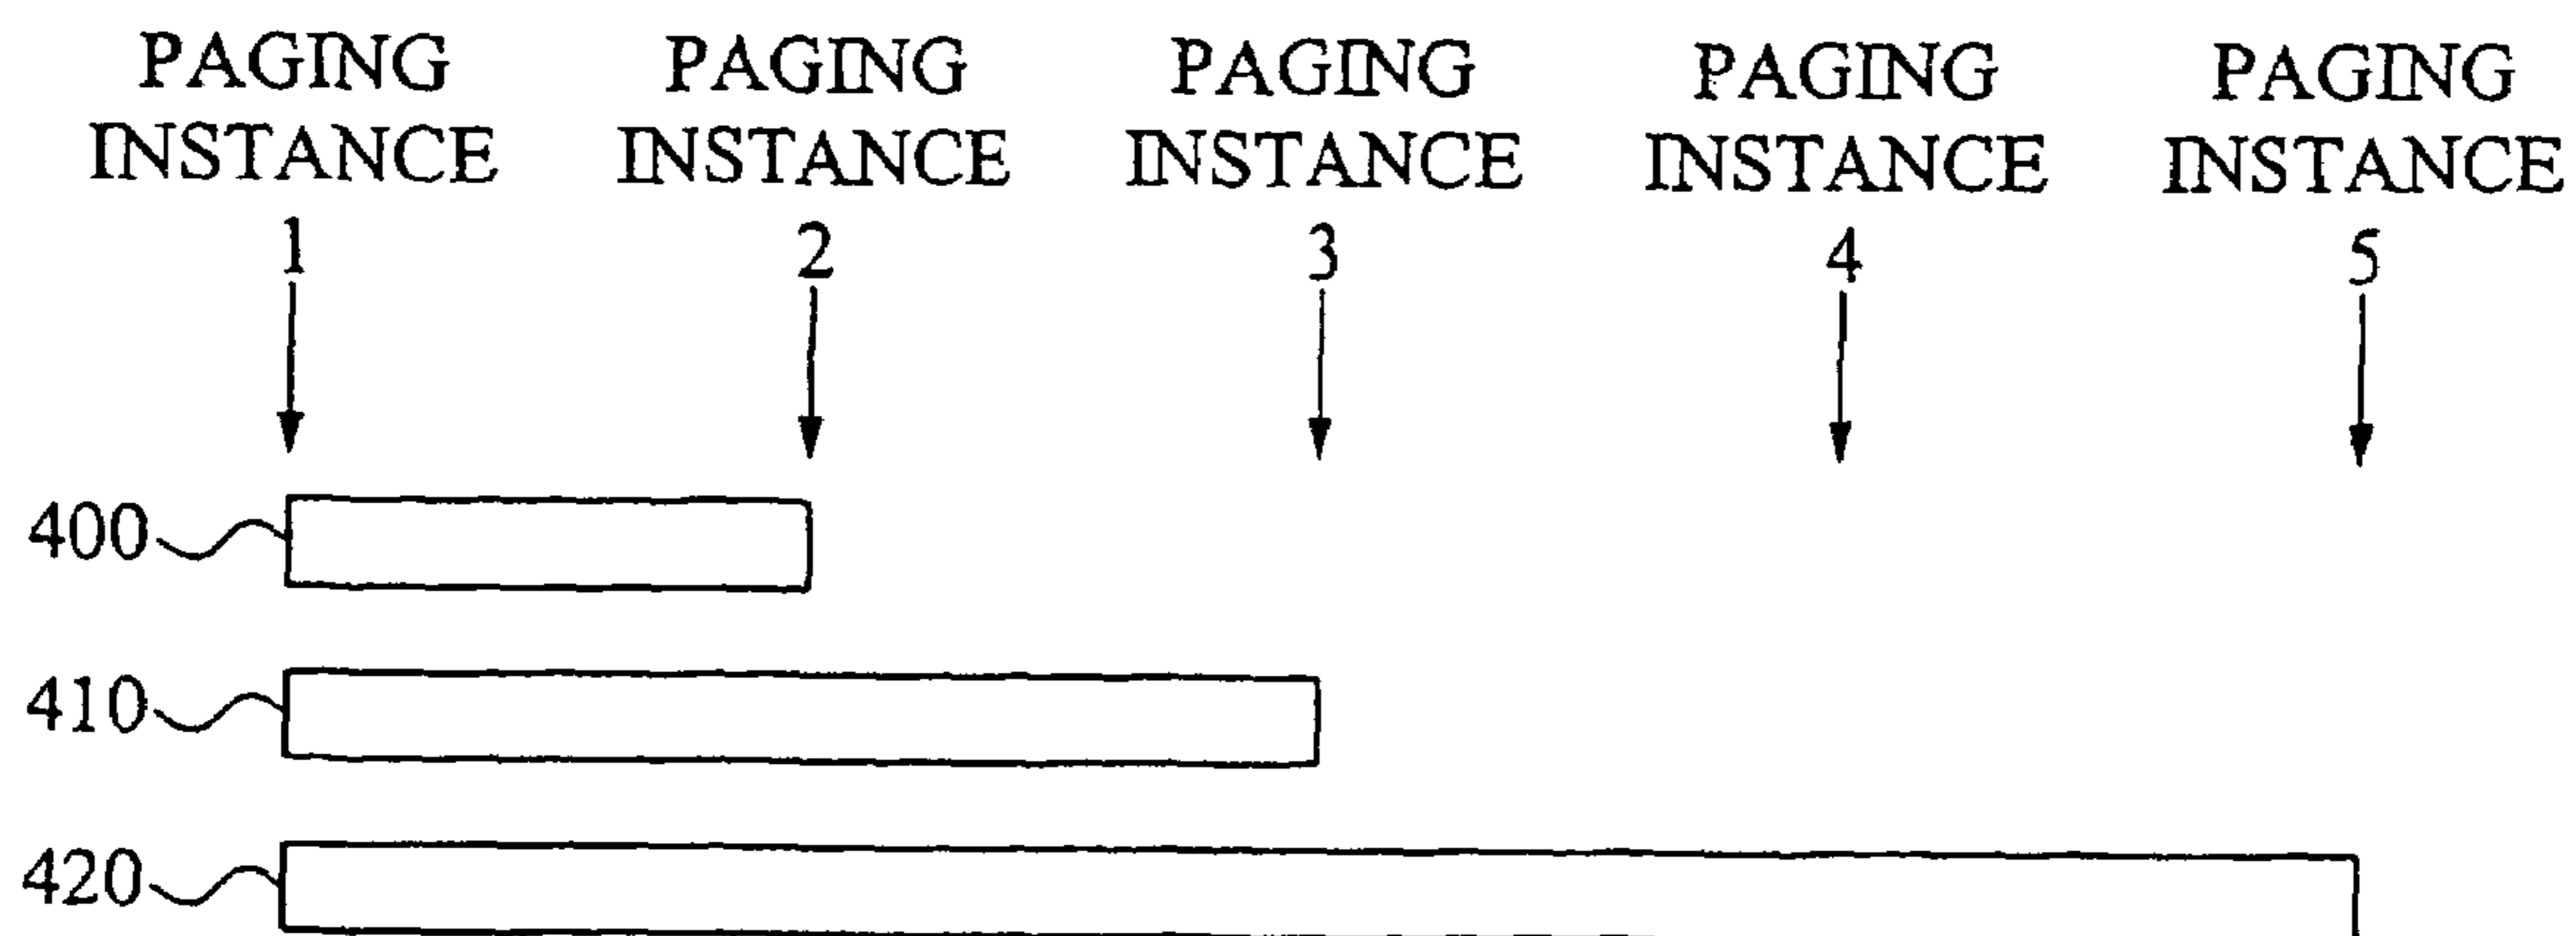 PAGING PAGING PAGING PAGING PAGING
INSTANCE INSTANCE INSTANCE INSTANCE INSTANCE
1 2 3 4 5
400
410
420